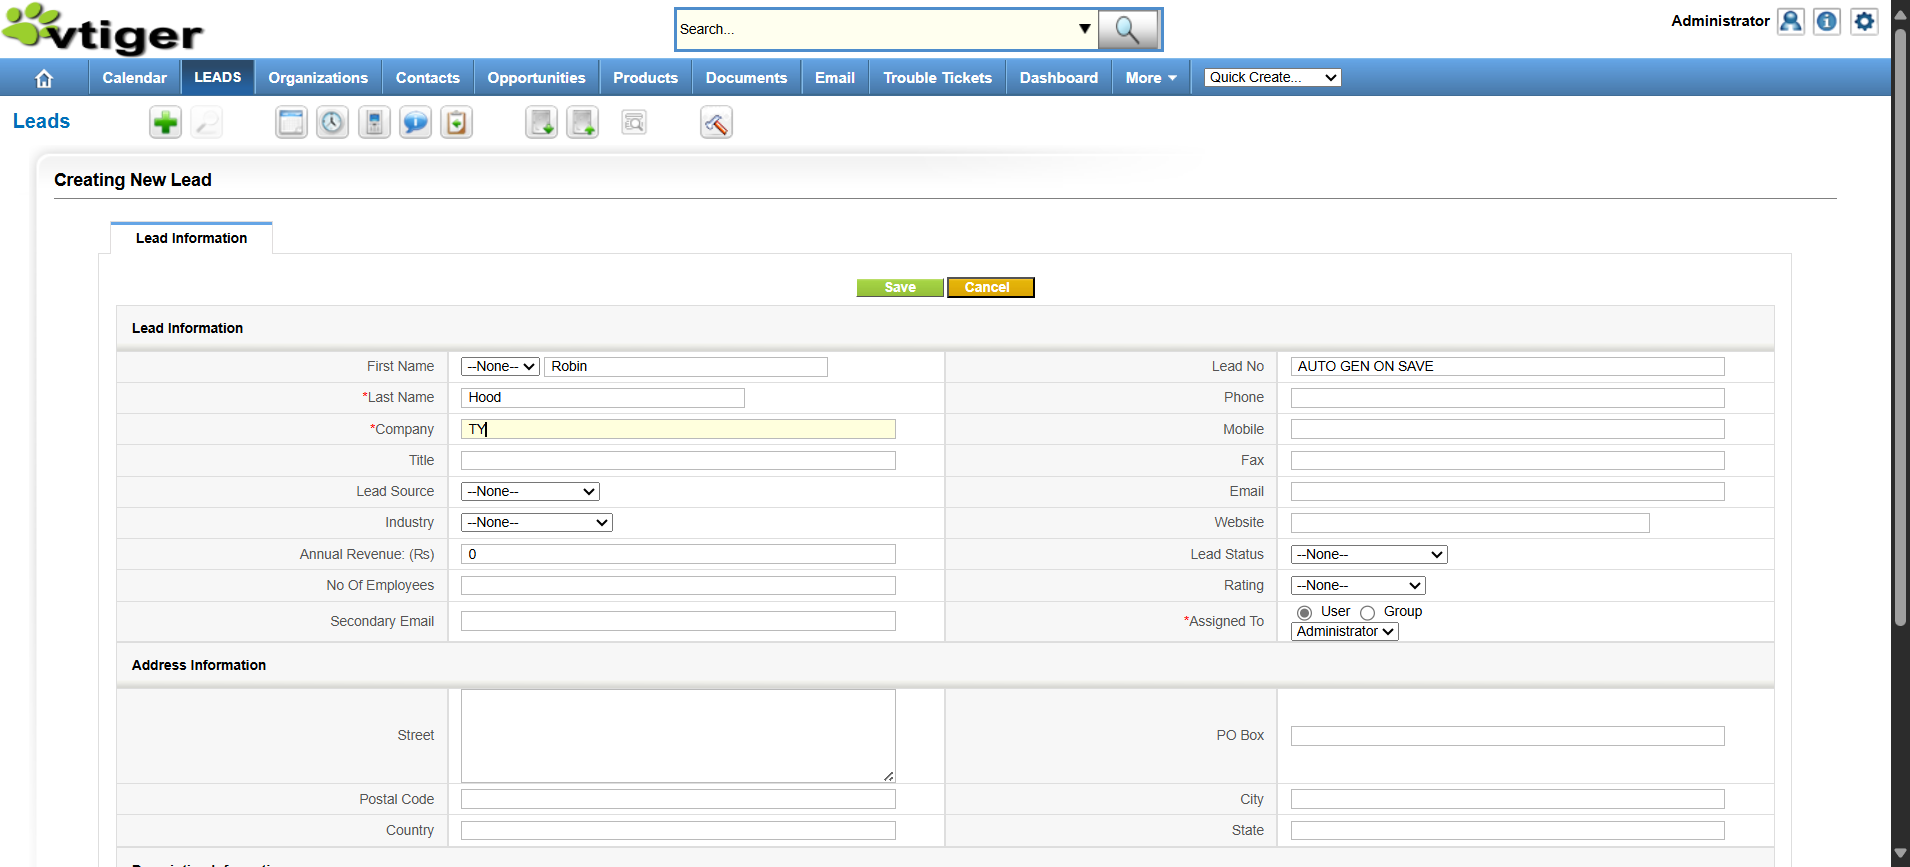 vtiger
Search...
Administrator
Calendar LEADS Organizations Contacts Opportunities Products Documents Email Trouble Tickets Dashboard More Quick Create...
Leads
Creating New Lead
Lead Information
Save Cancel
Lead Information
First Name --None-- Robin Lead No AUTO GEN ON SAVE
*Last Name Hood Phone
*Company TY Mobile
Title Fax
Lead Source --None-- Email
Industry --None-- Website
Annual Revenue: (Rs) 0 Lead Status --None--
No Of Employees Rating --None--
Secondary Email *Assigned To User Group
Administrator
Address Information
Street PO Box
Postal Code City
Country State